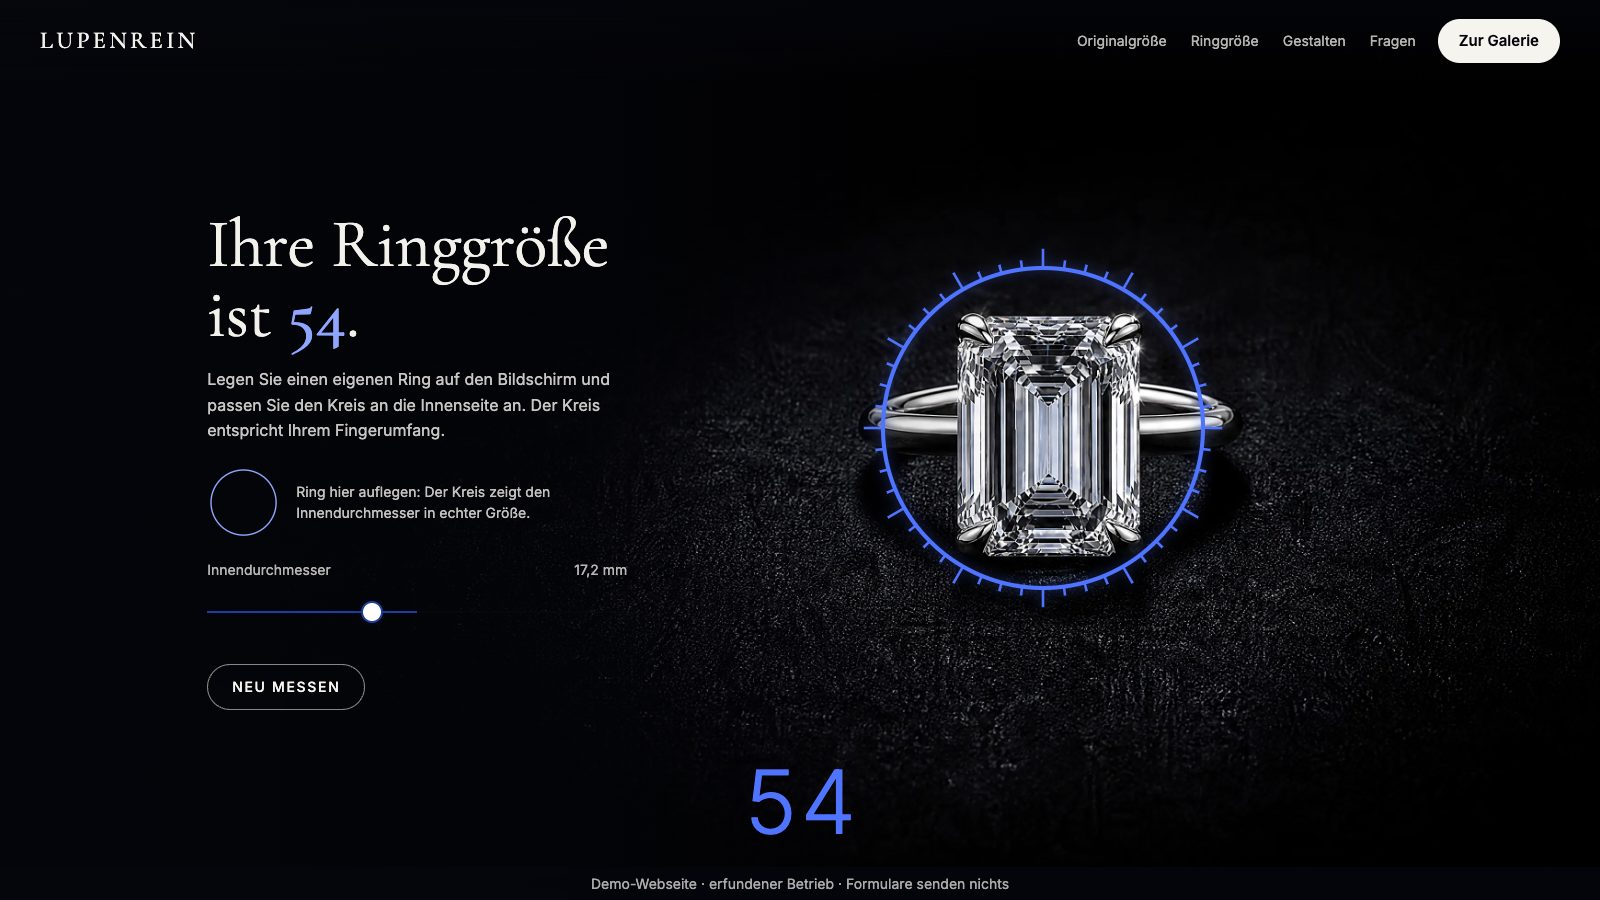 LUPENREIN
Originalgröße
Ringgröße
Gestalten
Fragen
Zur Galerie
Ihre Ringgröße
ist 54.
Legen Sie einen eigenen Ring auf den Bildschirm und
passen Sie den Kreis an die Innenseite an. Der Kreis
entspricht Ihrem Fingerumfang.
Ring hier auflegen: Der Kreis zeigt den
Innendurchmesser in echter Größe.
Innendurchmesser
17,2 mm
NEU MESSEN
54
Demo-Webseite · erfundener Betrieb · Formulare senden nichts